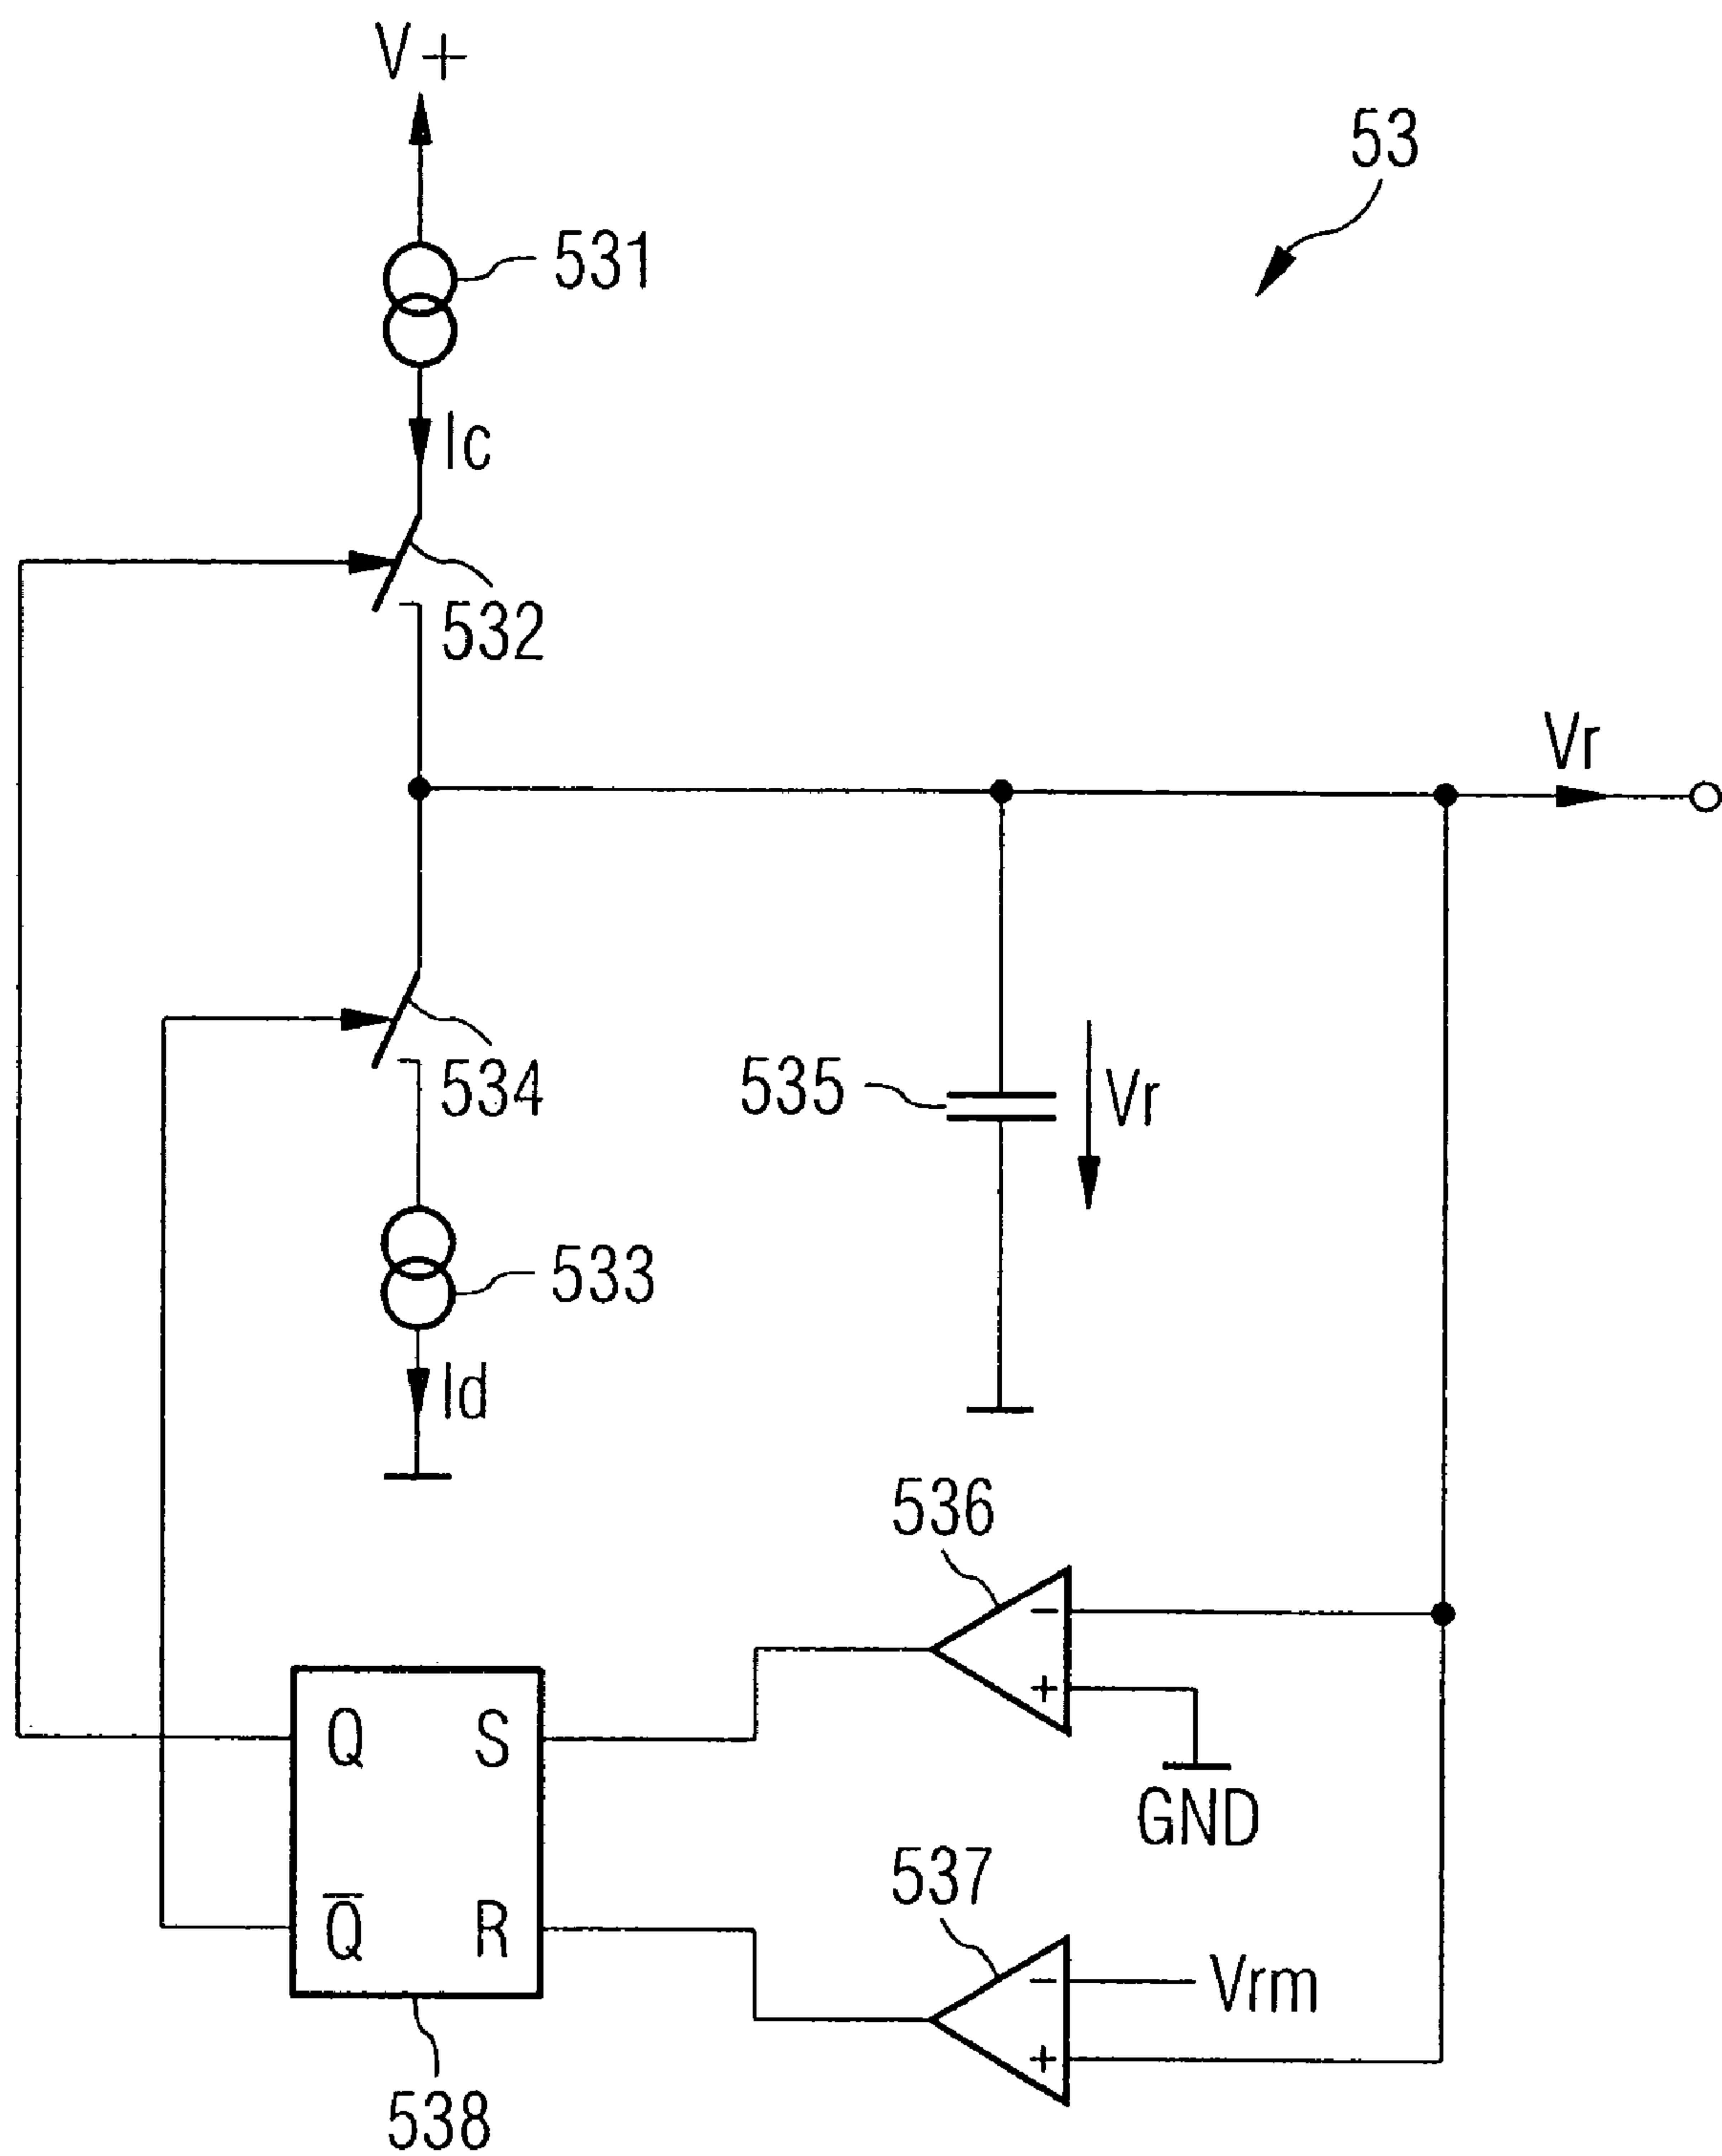 V+
53
531
Ic
532
Vr
534
535
Vr
533
Id
536
-
+
Q S
GND
Q̅ R
537
-
Vrm
+
538